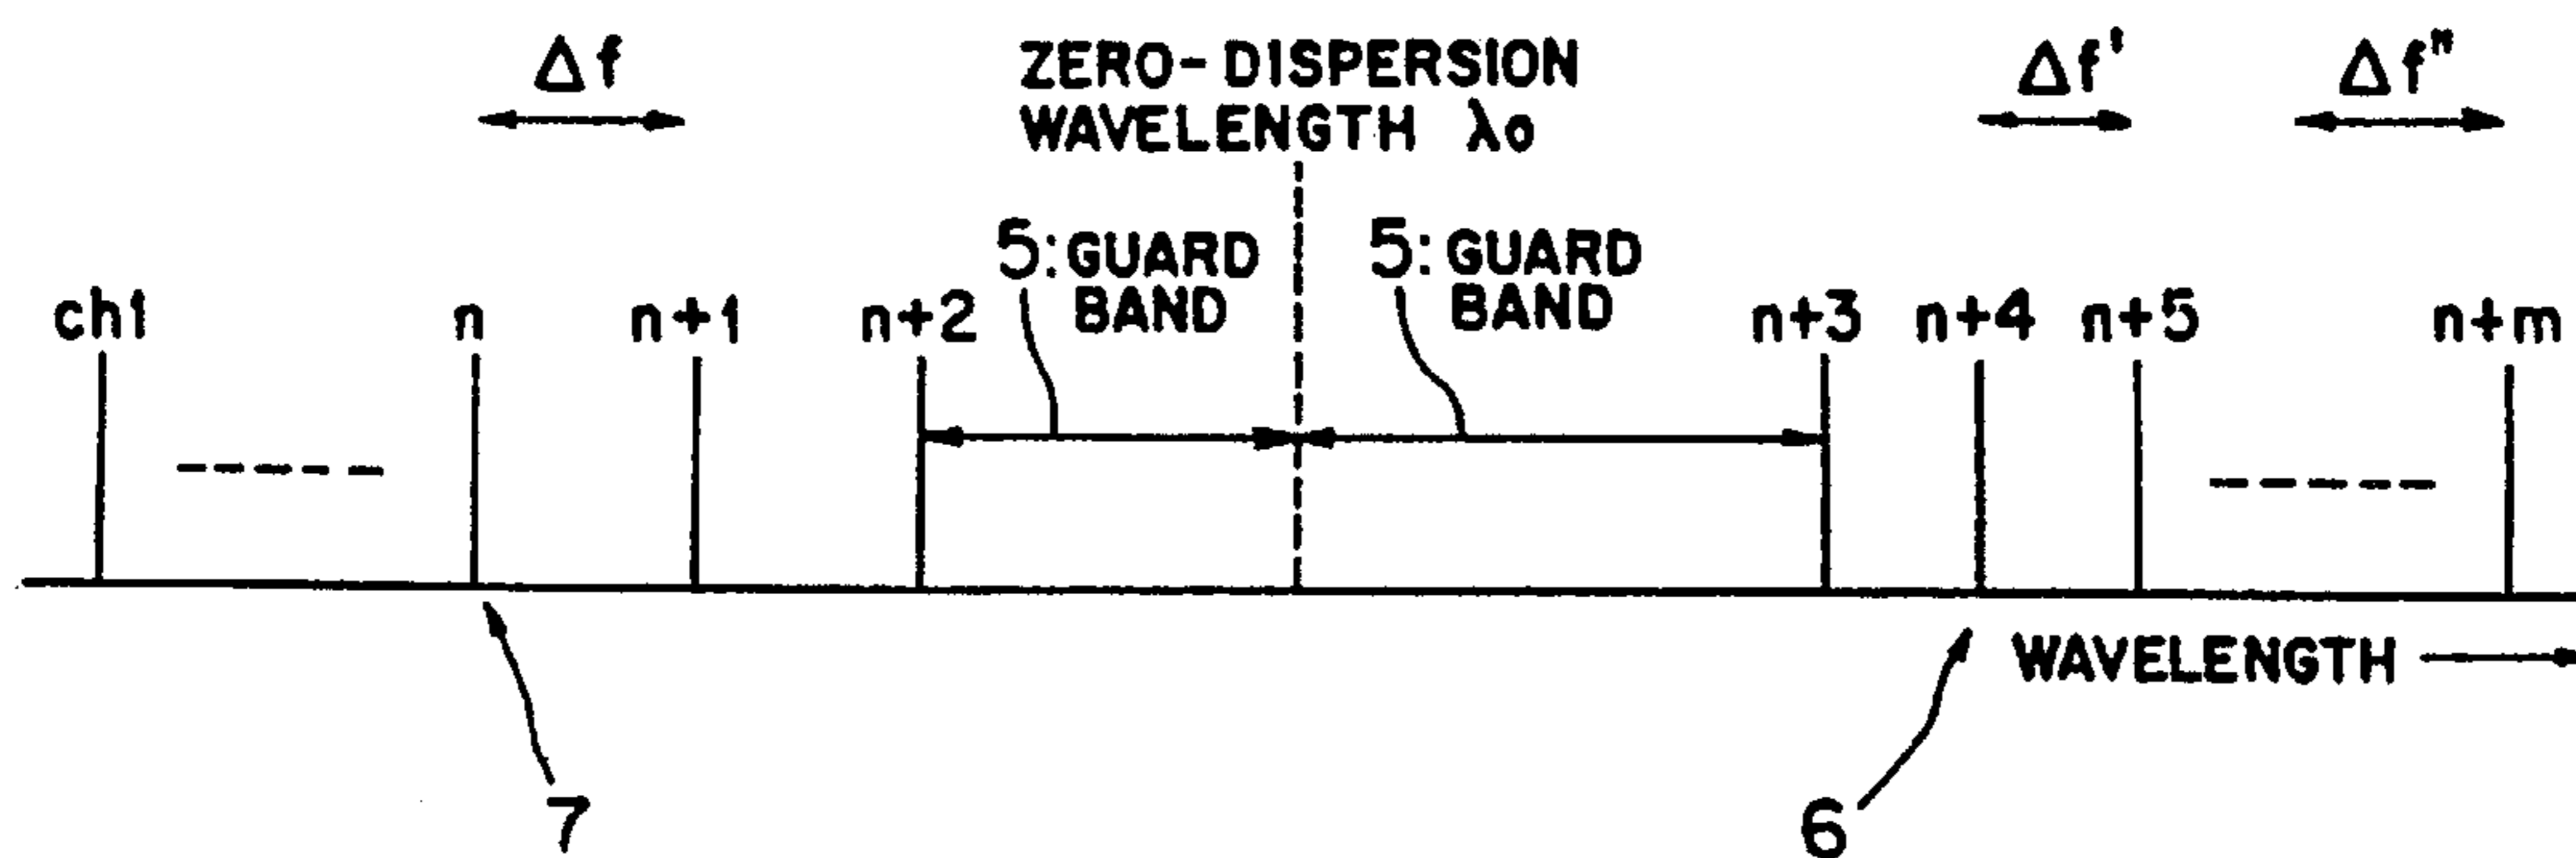 Δf
ZERO-DISPERSION
WAVELENGTH λo
Δf'
Δf"
5: GUARD
BAND
5: GUARD
BAND
ch1
n
n+1
n+2
n+3
n+4
n+5
n+m
WAVELENGTH
7
6